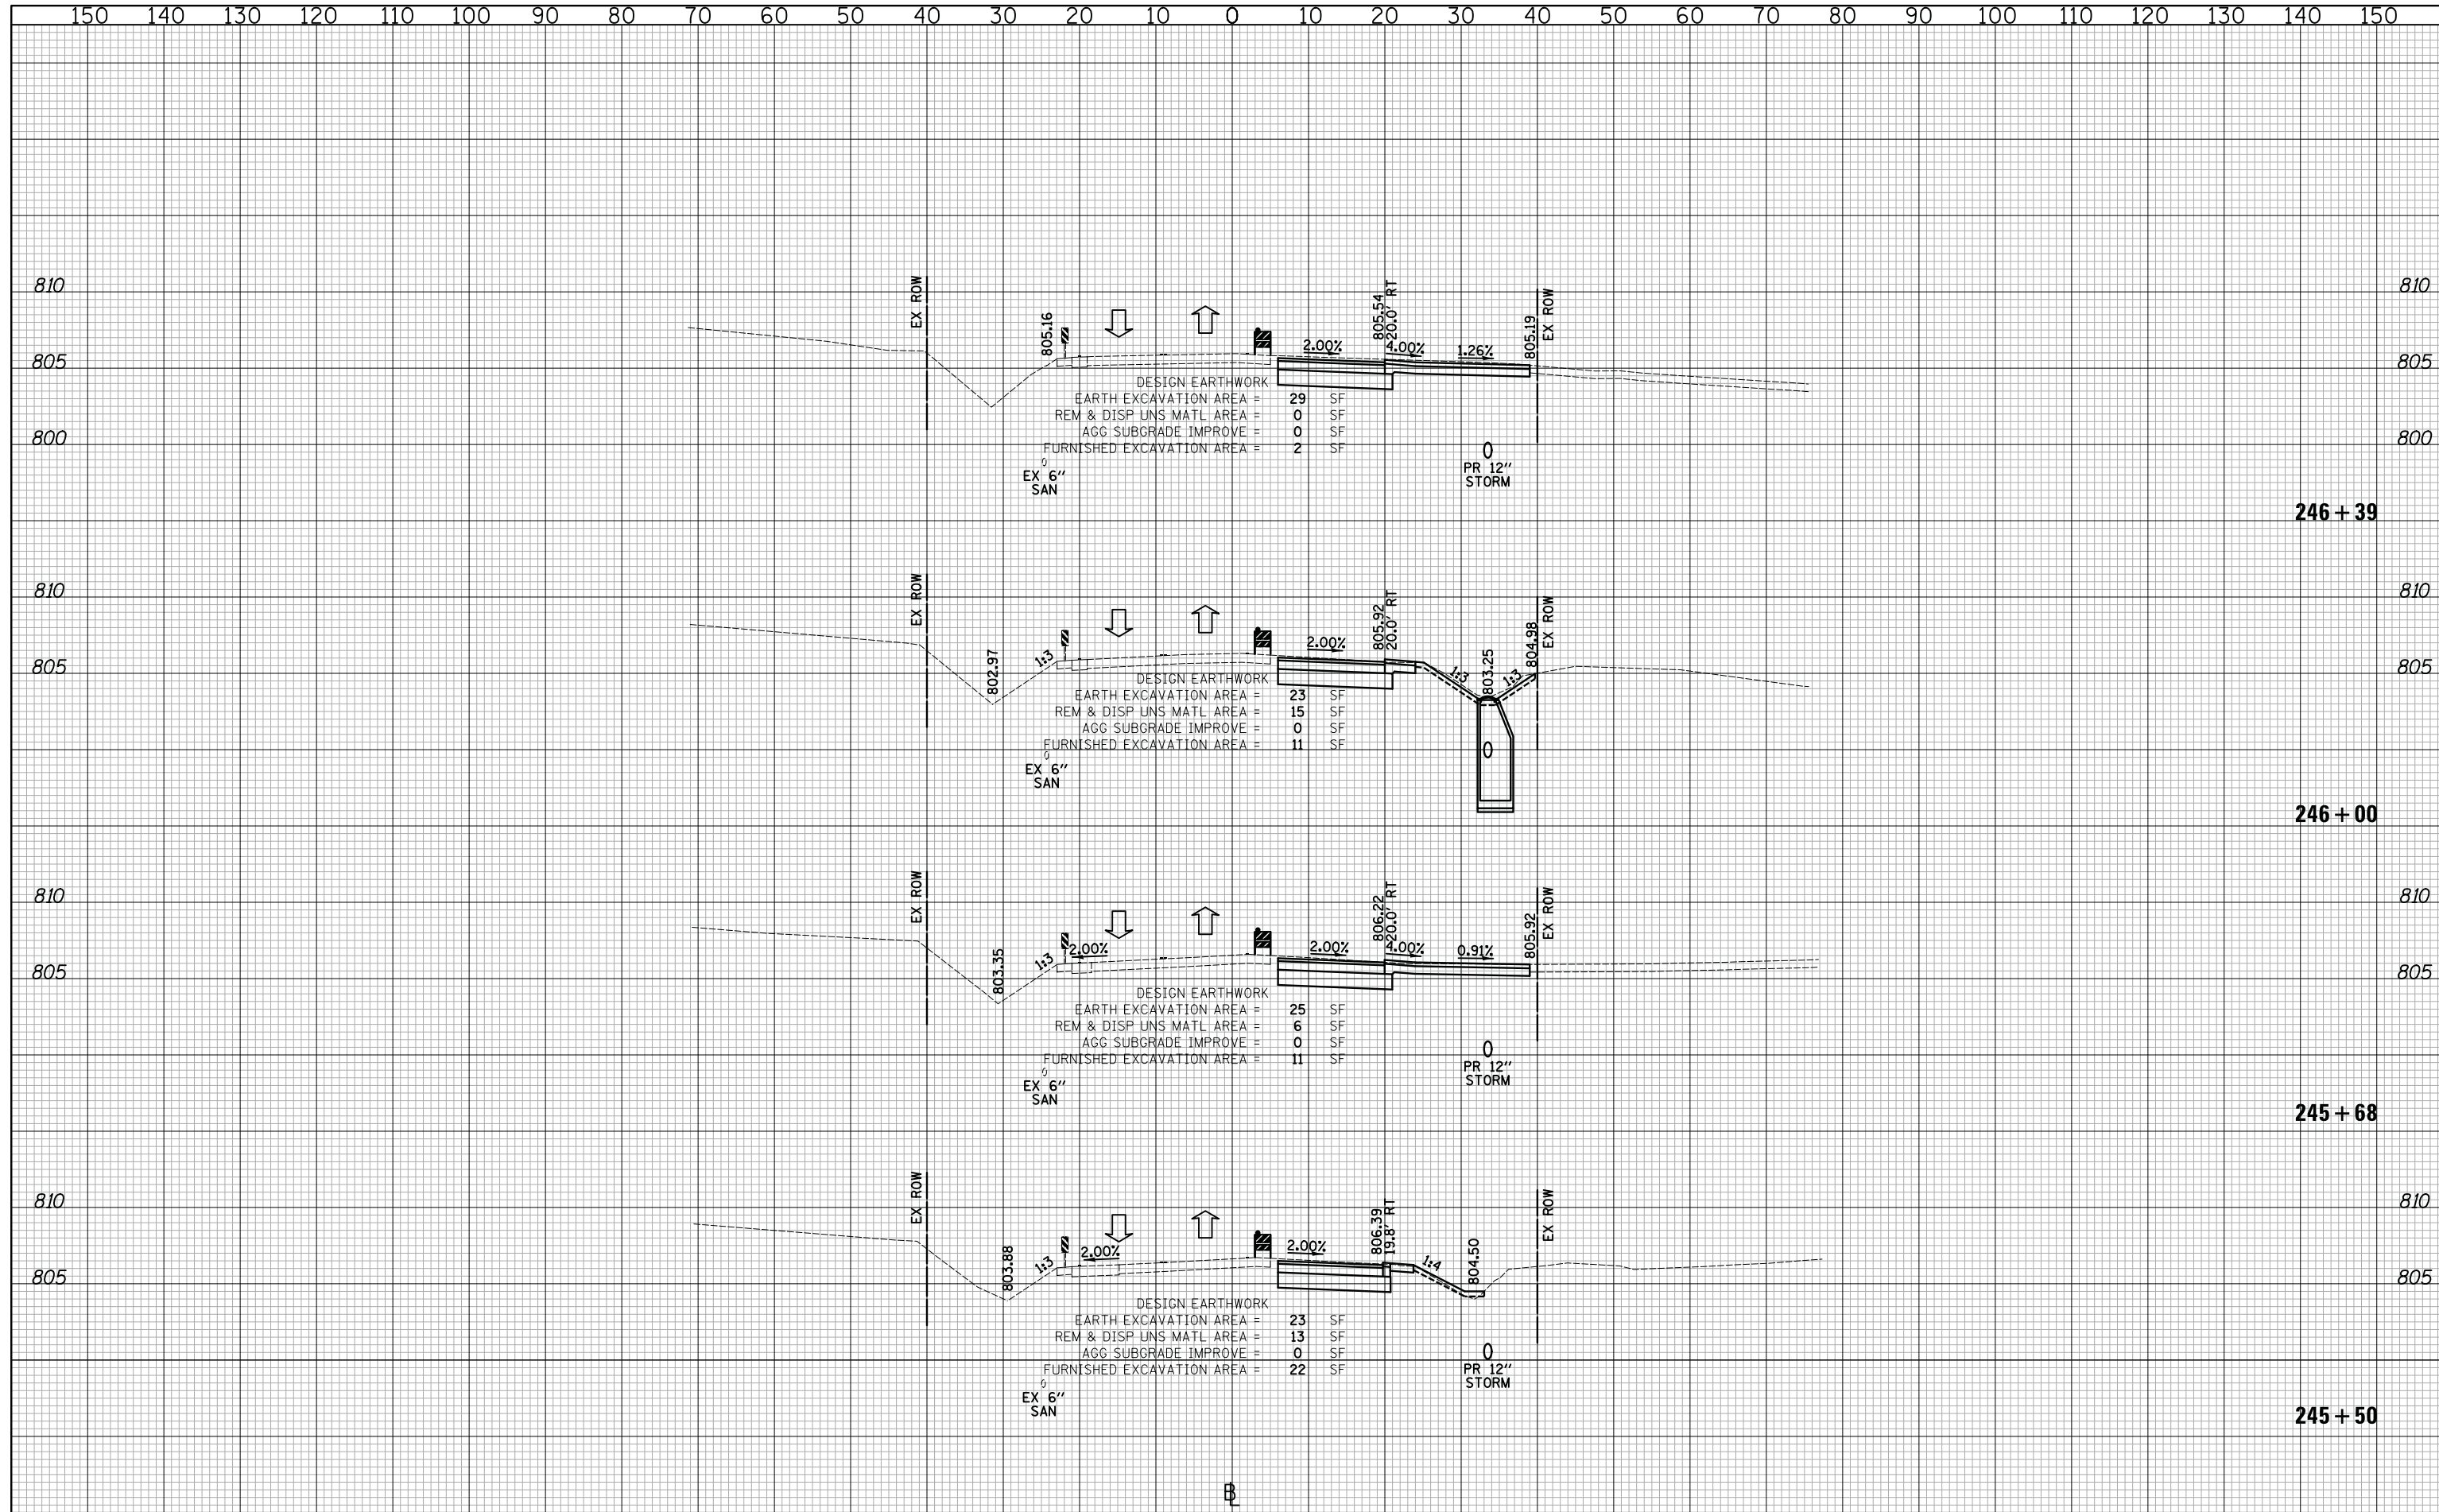 150 140 130 120 110 100 90 80 70 60 50 40 30 20 10 0 10 20 30 40 50 60 70 80 90 100 110 120 130 140 150
810 EX ROW 805.16 805.54 20.0' RT 805.19 EX ROW 810
805 2.00% 4.00% 1.26% 805
DESIGN EARTHWORK
EARTH EXCAVATION AREA = 29 SF
REM & DISP UNS MATL AREA = 0 SF
AGG SUBGRADE IMPROVE = 0 SF
800 800
FURNISHED EXCAVATION AREA = 2 SF
EX 6" SAN
PR 12" STORM
246+39
810 EX ROW 805.92 20.0' RT 804.98 EX ROW 810
805 802.97 1:3 2.00% 1:3 803.25 1:3 805
DESIGN EARTHWORK
EARTH EXCAVATION AREA = 23 SF
REM & DISP UNS MATL AREA = 15 SF
AGG SUBGRADE IMPROVE = 0 SF
FURNISHED EXCAVATION AREA = 11 SF
EX 6"
SAN
246+00
810 EX ROW 806.22 20.0' RT 805.92 EX ROW 810
805 803.35 1:3 2.00% 2.00% 4.00% 0.91% 805
DESIGN EARTHWORK
EARTH EXCAVATION AREA = 25 SF
REM & DISP UNS MATL AREA = 6 SF
AGG SUBGRADE IMPROVE = 0 SF
FURNISHED EXCAVATION AREA = 11 SF
EX 6" SAN
PR 12" STORM
245+68
810 EX ROW 806.39 19.8' RT EX ROW 810
805 803.88 1:3 2.00% 2.00% 1:4 804.50 805
DESIGN EARTHWORK
EARTH EXCAVATION AREA = 23 SF
REM & DISP UNS MATL AREA = 13 SF
AGG SUBGRADE IMPROVE = 0 SF
FURNISHED EXCAVATION AREA = 22 SF
EX 6" SAN
PR 12" STORM
245+50
BL